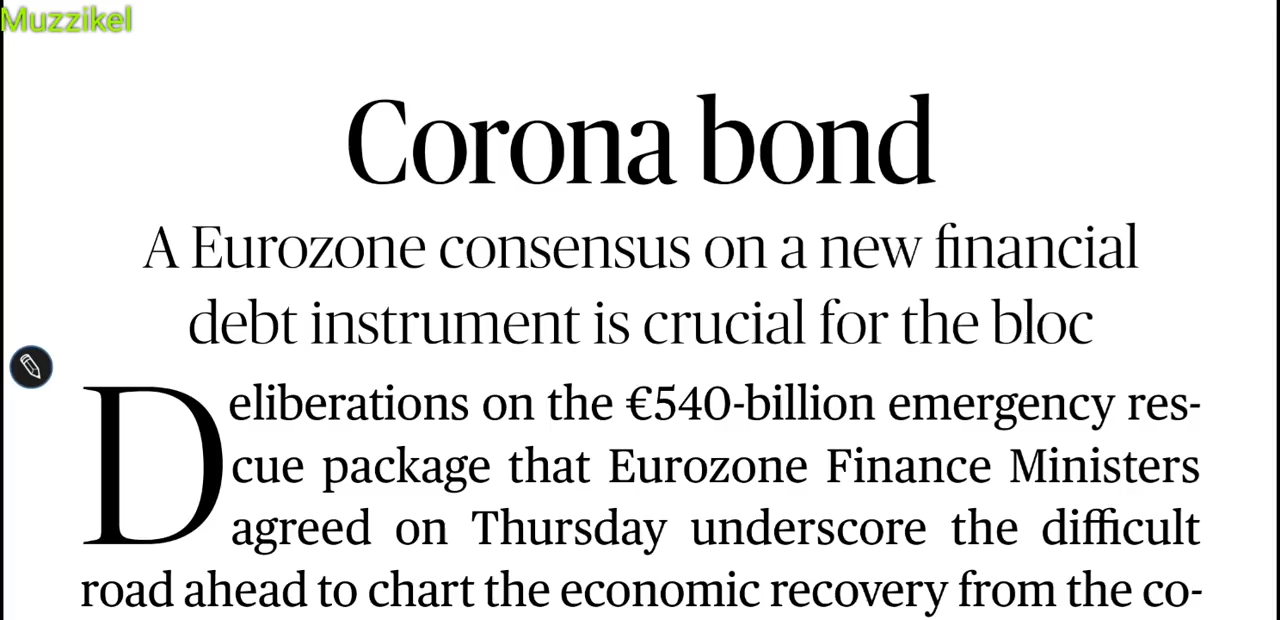 Muzzikel
Corona bond
A Eurozone consensus on a new financial
debt instrument is crucial for the bloc
Deliberations on the €540-billion emergency res-
cue package that Eurozone Finance Ministers
agreed on Thursday underscore the difficult
road ahead to chart the economic recovery from the co-